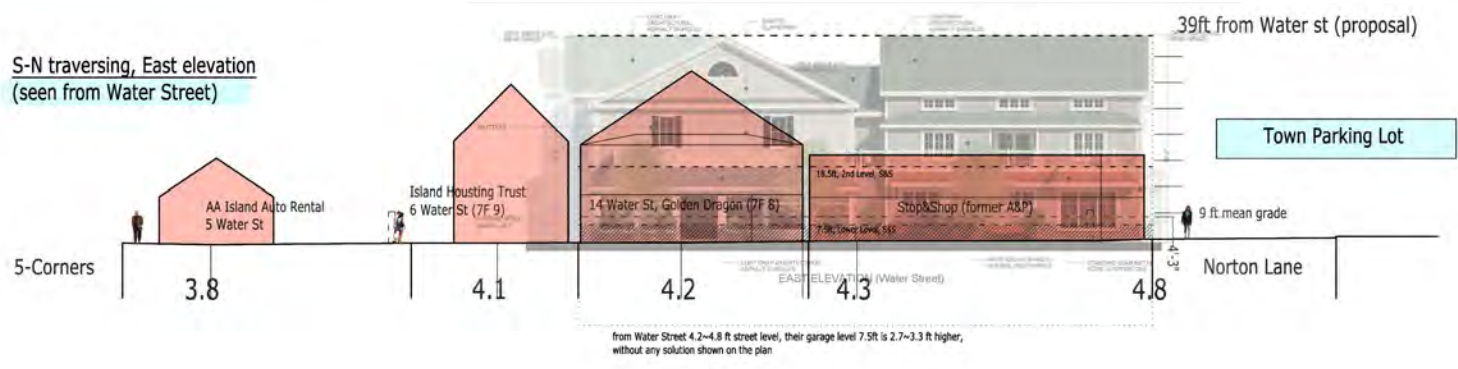 39ft from Water st (proposal)
S-N traversing, East elevation
(seen from Water Street)
Town Parking Lot
18.5ft, 2nd Level, S&S
Island Housting Trust
6 Water St (7F 9)
AA Island Auto Rental
5 Water St
14 Water St, Golden Dragon (7F 8)
Stop&Shop (former A&P)
9 ft mean grade
7.5ft, Lower Level, S&S
4'-3"
5-Corners
Norton Lane
EAST ELEVATION (Water Street)
3.8
4.1
4.2
4.3
4.8
from Water Street 4.2~4.8 ft street level, their garage level 7.5ft is 2.7~3.3 ft higher,
without any solution shown on the plan